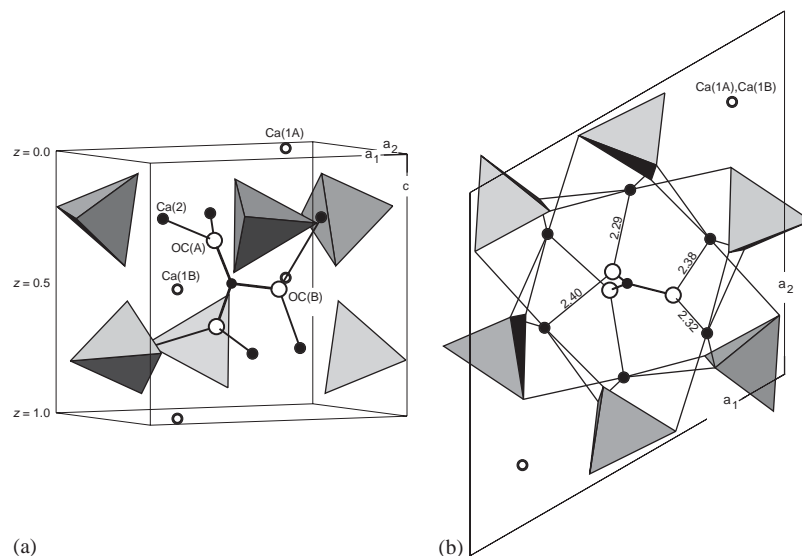 Ca(1A)
a2
a1
z = 0.0
c
Ca(2)
OC(A)
z = 0.5
Ca(1B)
OC(B)
z = 1.0
(a)
Ca(1A),Ca(1B)
2.29
2.38
2.40
2.32
a2
a1
(b)